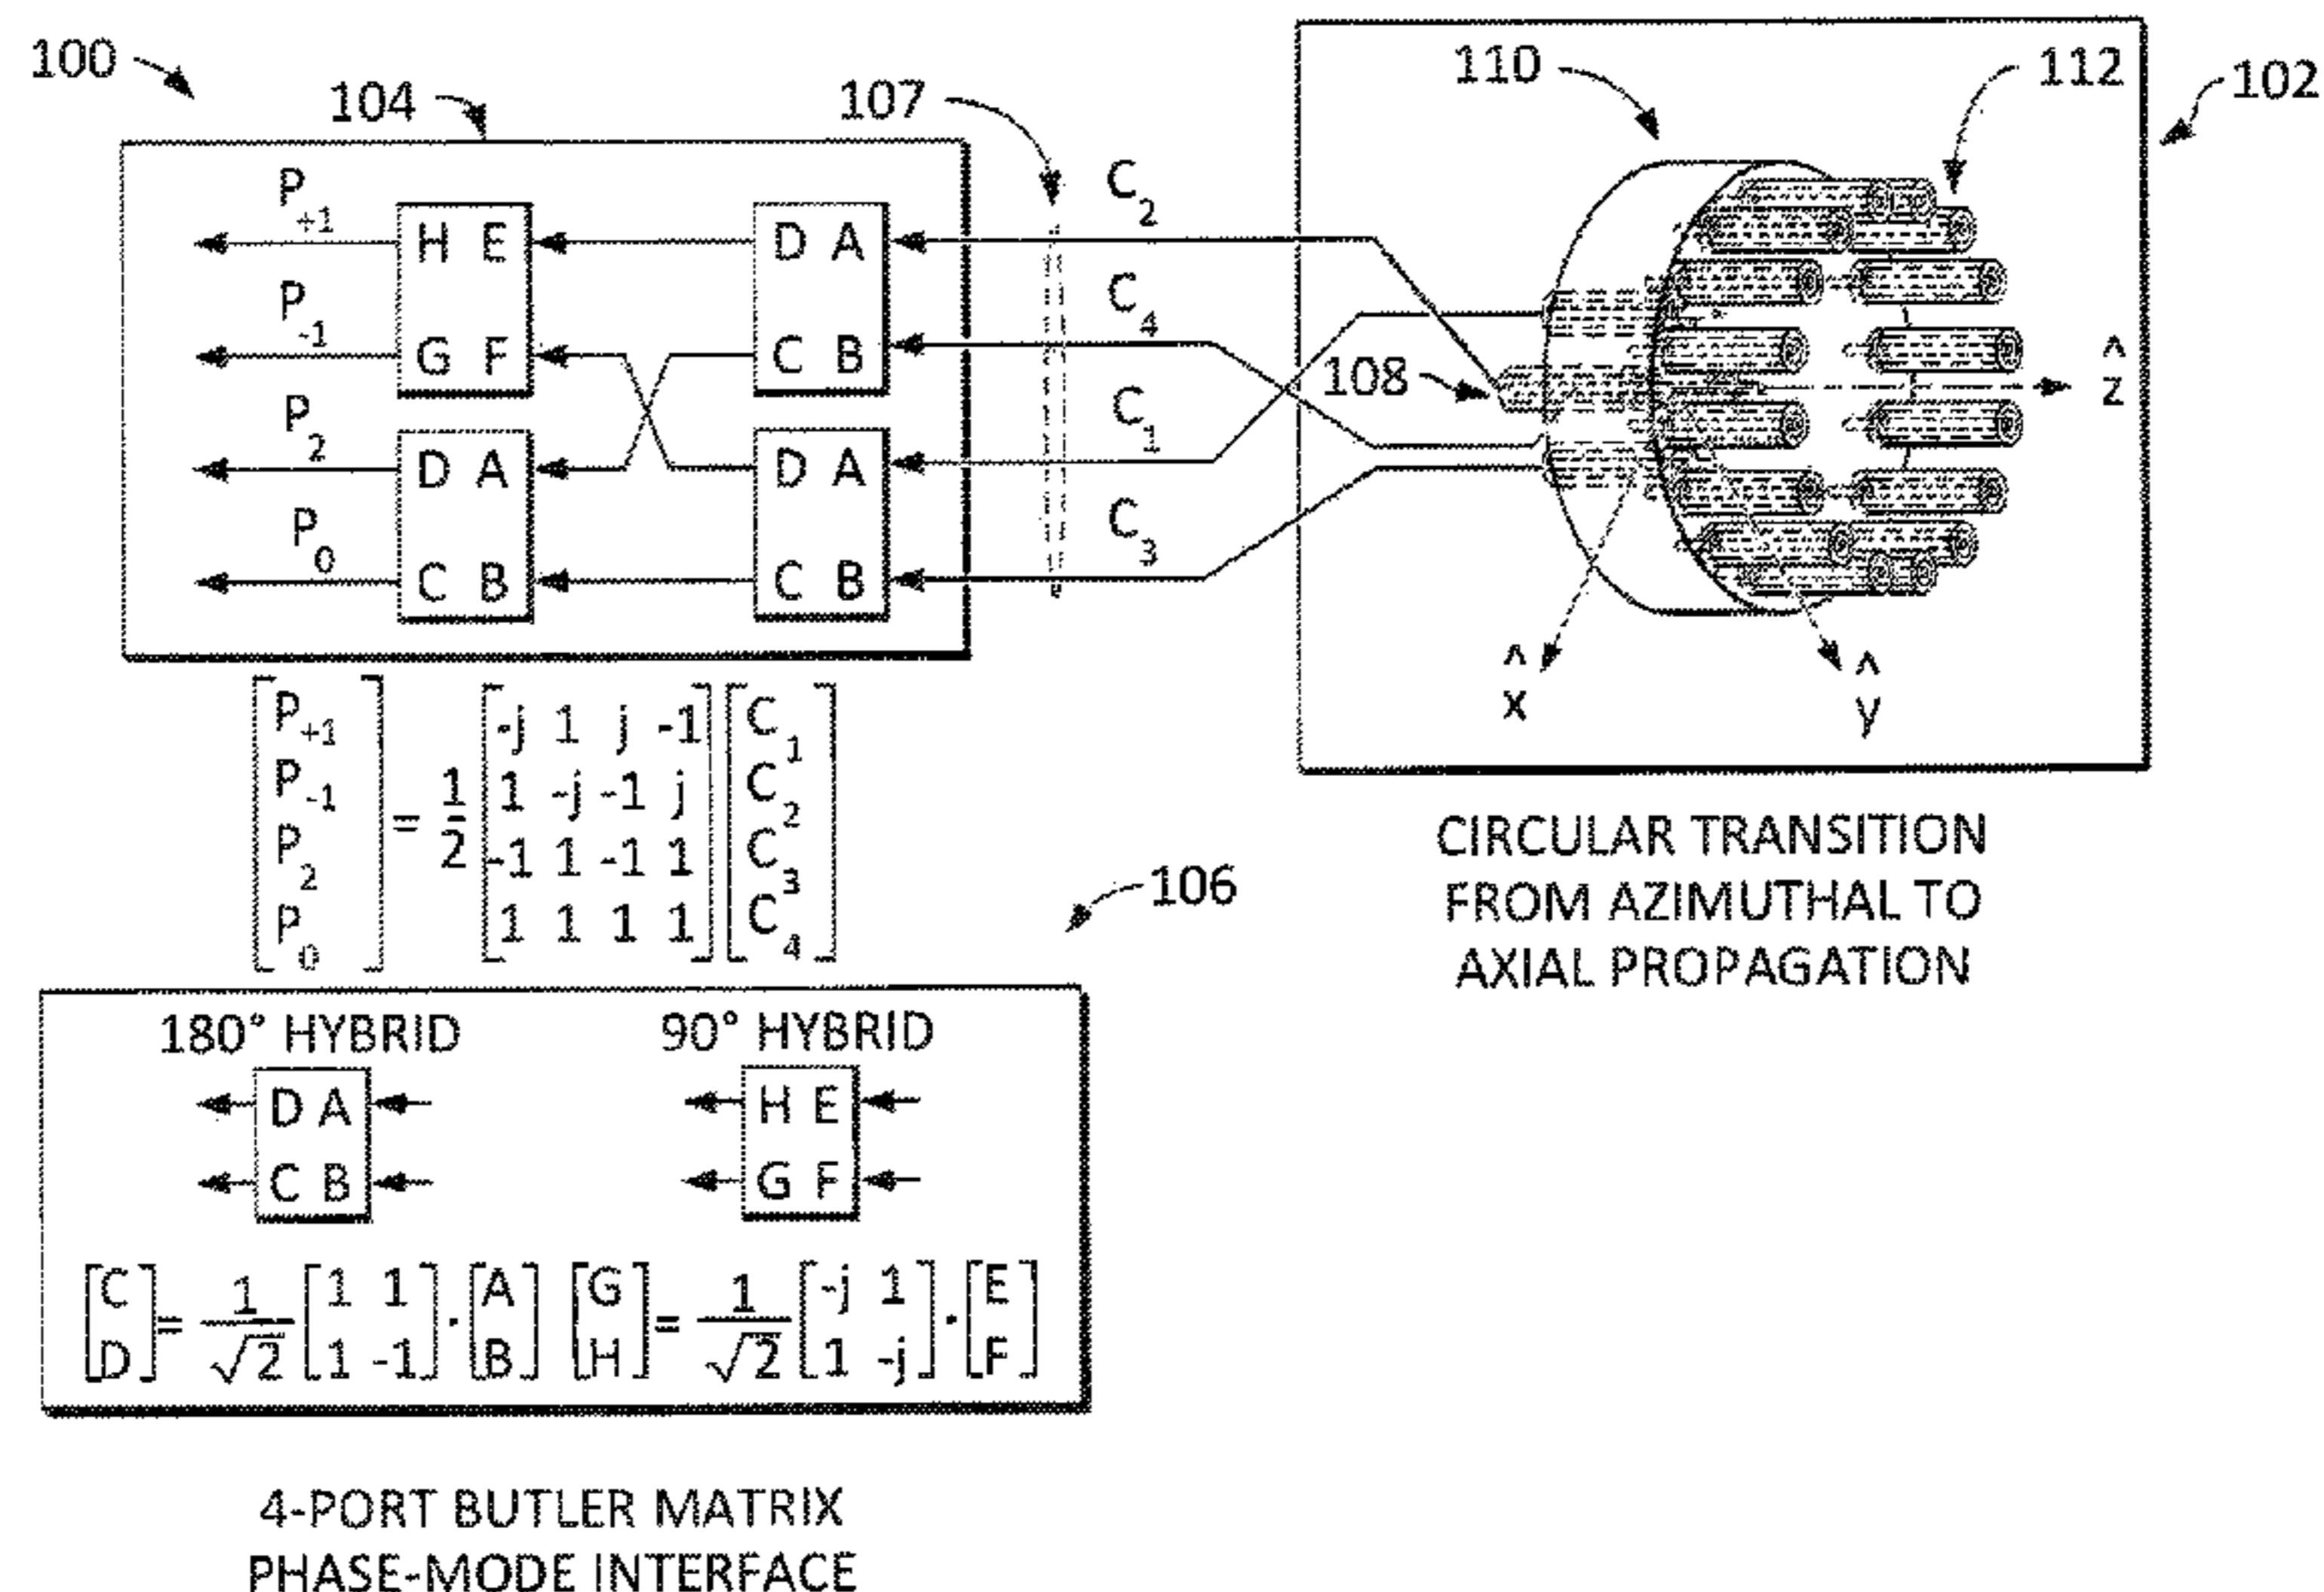 100
104
107
110
112
102
P+1
H E
D A
C2
P-1
G F
C B
C4
108
ẑ
P2
D A
D A
C1
P0
C B
C B
C3
x̂
ŷ
[P+1 P-1 P2 P0] = 1/2 [-j 1 j -1
1 -j -1 j
-1 1 -1 1
1 1 1 1] [C1 C2 C3 C4]
106
CIRCULAR TRANSITION
FROM AZIMUTHAL TO
AXIAL PROPAGATION
180° HYBRID
90° HYBRID
D A
H E
C B
G F
[C D] = 1/√2 [1 1
1 -1] · [A B]
[G H] = 1/√2 [-j 1
1 -j] · [E F]
4-PORT BUTLER MATRIX
PHASE-MODE INTERFACE